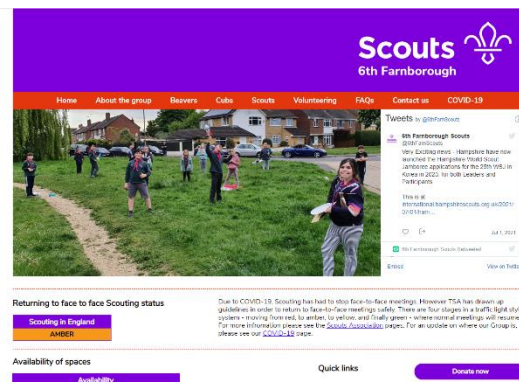 Scouts
6th Farnborough
Home About the group Beavers Cubs Scouts Volunteering FAQs Contact us COVID-19
Tweets by @6thFarnScouts
6th Farnborough Scouts
@6thFarnScouts
Very Exciting news - Hampshire have now
launched the Hampshire World Scout
Jamboree applications for the 25th WSJ in
Korea in 2023, for both Leaders and
Participants
This is at
international.hampshirescouts.org.uk/2021/
Jul 1, 2021
6th Farnborough Scouts Retweeted
Embed View on Twitter
Returning to face to face Scouting status
Scouting in England
AMBER
Due to COVID-19, Scouting has had to stop face-to-face meetings. However TSA has drawn up
guidelines in order to return to face-to-face meetings safely. There are four stages in a traffic light style
system - moving from red, to amber, to yellow, and finally green - where normal meetings will resume.
For more information please see the Scouts Association pages. For an update on where our Group is,
please see our COVID-19 page.
Availability of spaces
Availability
Quick links
Donate now